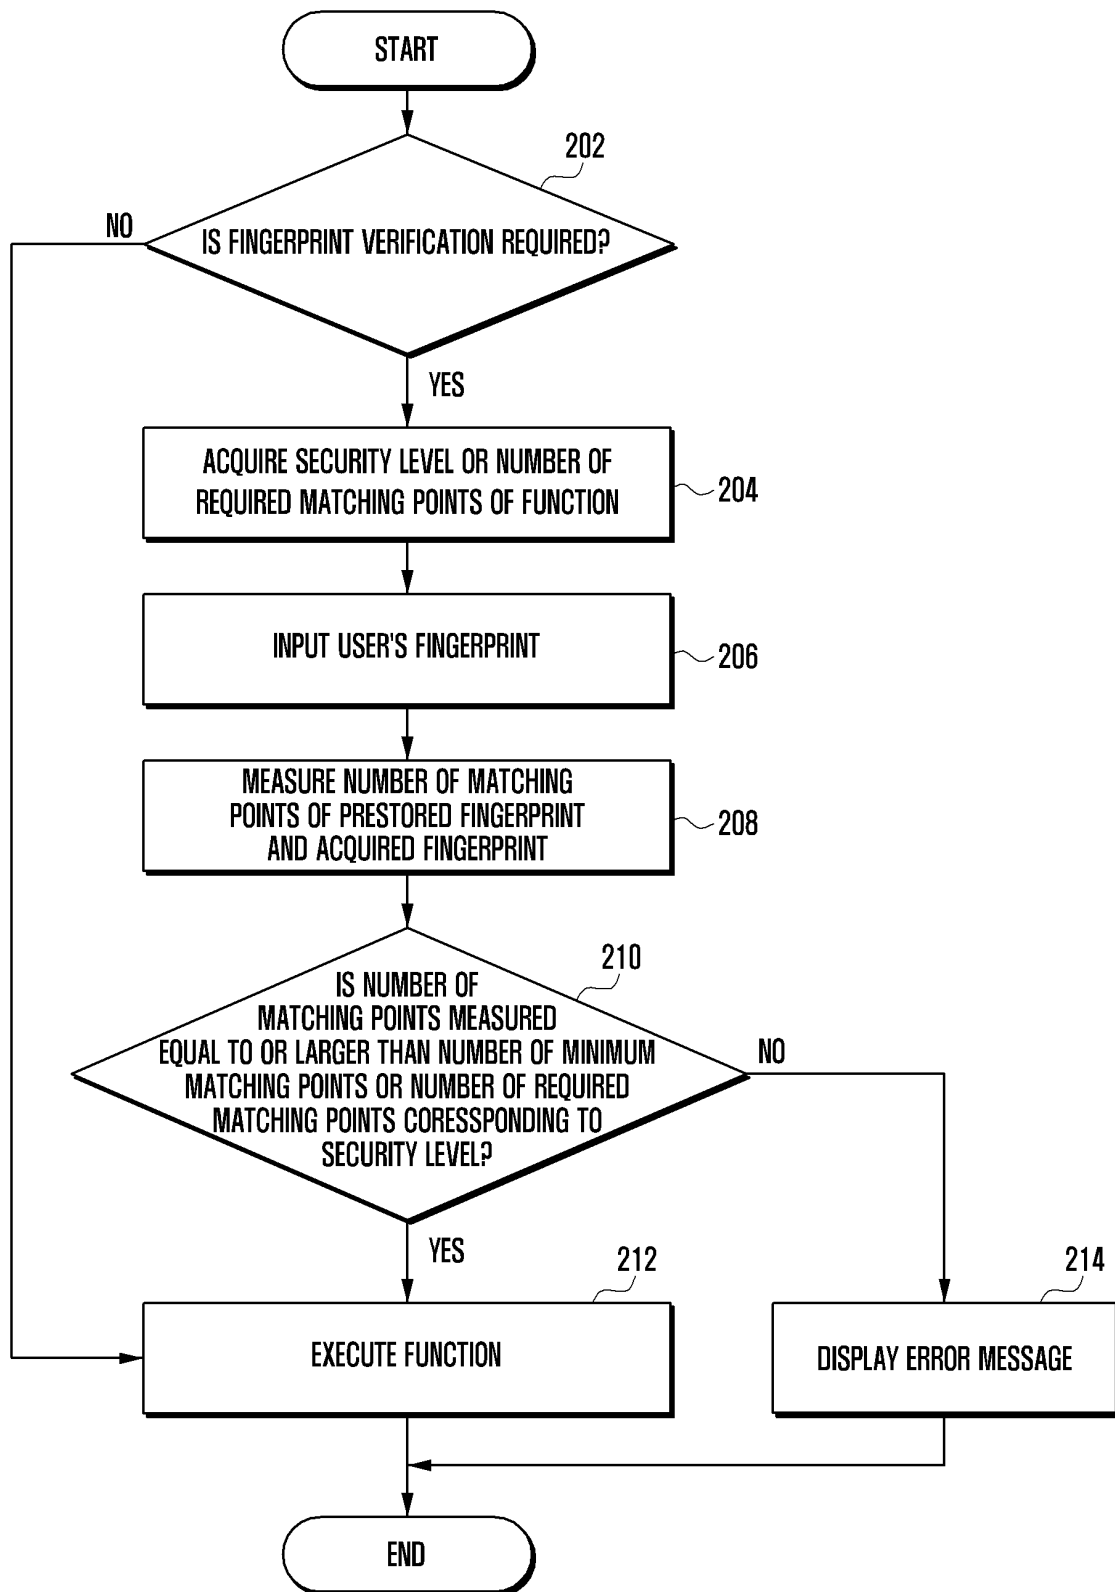 START
202
NO
IS FINGERPRINT VERIFICATION REQUIRED?
YES
ACQUIRE SECURITY LEVEL OR NUMBER OF
REQUIRED MATCHING POINTS OF FUNCTION
204
INPUT USER'S FINGERPRINT
206
MEASURE NUMBER OF MATCHING
POINTS OF PRESTORED FINGERPRINT
AND ACQUIRED FINGERPRINT
208
210
IS NUMBER OF
MATCHING POINTS MEASURED
EQUAL TO OR LARGER THAN NUMBER OF MINIMUM
MATCHING POINTS OR NUMBER OF REQUIRED
MATCHING POINTS CORESSPONDING TO
SECURITY LEVEL?
NO
YES
212
EXECUTE FUNCTION
214
DISPLAY ERROR MESSAGE
END